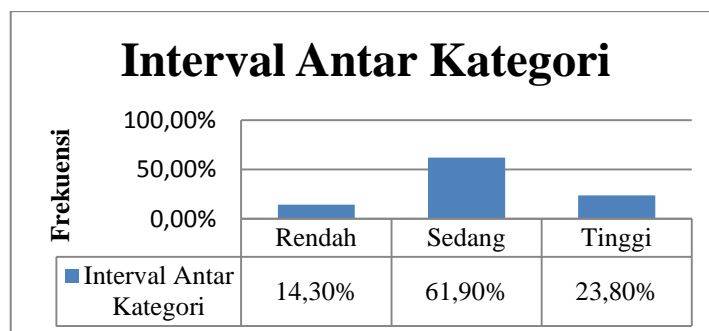 Interval Antar Kategori
Frekuensi
100,00%
50,00%
0,00%
Rendah Sedang Tinggi
Interval Antar
Kategori
14,30% 61,90% 23,80%